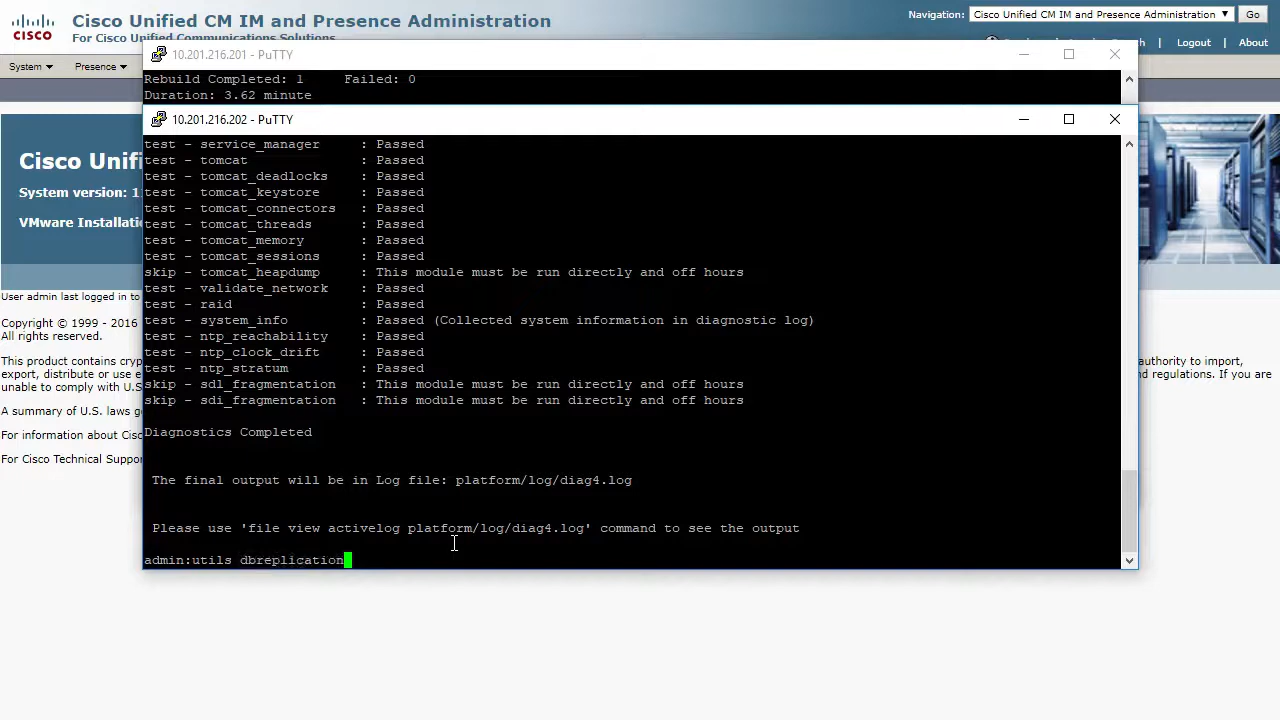 cisco
Cisco Unified CM IM and Presence Administration
For Cisco Unified Communications Solutions
Navigation: Cisco Unified CM IM and Presence Administration Go
Logout | About
System Presence
10.201.216.201 - PuTTY
Rebuild Completed: 1 Failed: 0
Duration: 3.62 minute
10.201.216.202 - PuTTY
test - service_manager : Passed
test - tomcat : Passed
test - tomcat_deadlocks : Passed
test - tomcat_keystore : Passed
test - tomcat_connectors : Passed
test - tomcat_threads : Passed
test - tomcat_memory : Passed
test - tomcat_sessions : Passed
skip - tomcat_heapdump : This module must be run directly and off hours
test - validate_network : Passed
test - raid : Passed
test - system_info : Passed (Collected system information in diagnostic log)
test - ntp_reachability : Passed
test - ntp_clock_drift : Passed
test - ntp_stratum : Passed
skip - sdl_fragmentation : This module must be run directly and off hours
skip - sdi_fragmentation : This module must be run directly and off hours
Diagnostics Completed
The final output will be in Log file: platform/log/diag4.log
Please use 'file view activelog platform/log/diag4.log' command to see the output
admin:utils dbreplication
Cisco Unifi
System version: 1
VMware Installati
User admin last logged in to
Copyright © 1999 - 2016
All rights reserved.
This product contains cryp
export, distribute or use e
unable to comply with U.S.
authority to import,
d regulations. If you are
A summary of U.S. laws g
For information about Cisc
For Cisco Technical Suppor